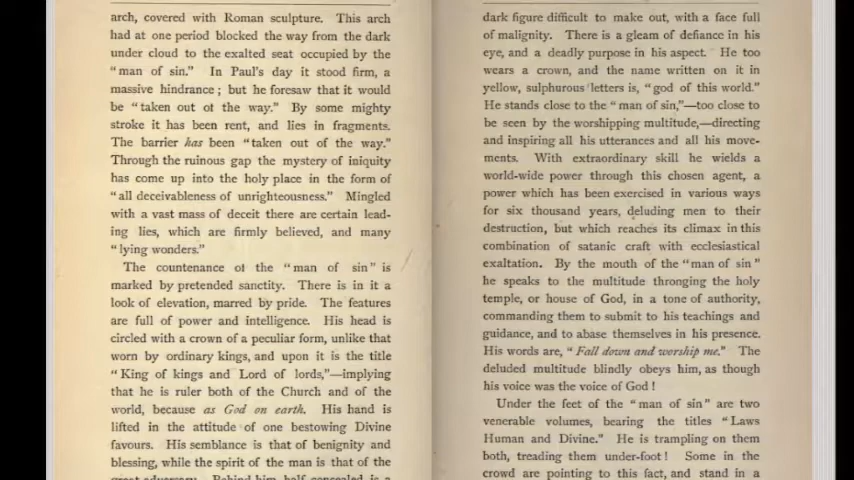 arch, covered with Roman sculpture. This arch
had at one period blocked the way from the dark
under cloud to the exalted seat occupied by the
"man of sin." In Paul's day it stood firm, a
massive hindrance; but he foresaw that it would
be "taken out of the way." By some mighty
stroke it has been rent, and lies in fragments.
The barrier has been "taken out of the way."
Through the ruinous gap the mystery of iniquity
has come up into the holy place in the form of
"all deceivableness of unrighteousness." Mingled
with a vast mass of deceit there are certain lead-
ing lies, which are firmly believed, and many
"lying wonders."
The countenance of the "man of sin" is
marked by pretended sanctity. There is in it a
look of elevation, marred by pride. The features
are full of power and intelligence. His head is
circled with a crown of a peculiar form, unlike that
worn by ordinary kings, and upon it is the title
"King of kings and Lord of lords,"—implying
that he is ruler both of the Church and of the
world, because as God on earth. His hand is
lifted in the attitude of one bestowing Divine
favours. His semblance is that of benignity and
blessing, while the spirit of the man is that of the
great adversary. Behind him, half concealed is a
dark figure difficult to make out, with a face full
of malignity. There is a gleam of defiance in his
eye, and a deadly purpose in his aspect. He too
wears a crown, and the name written on it in
yellow, sulphurous letters is, "god of this world."
He stands close to the "man of sin,"—too close to
be seen by the worshipping multitude,—directing
and inspiring all his utterances and all his move-
ments. With extraordinary skill he wields a
world-wide power through this chosen agent, a
power which has been exercised in various ways
for six thousand years, deluding men to their
destruction, but which reaches its climax in this
combination of satanic craft with ecclesiastical
exaltation. By the mouth of the "man of sin"
he speaks to the multitude thronging the holy
temple, or house of God, in a tone of authority,
commanding them to submit to his teachings and
guidance, and to abase themselves in his presence.
His words are, "Fall down and worship me." The
deluded multitude blindly obeys him, as though
his voice was the voice of God!
Under the feet of the "man of sin" are two
venerable volumes, bearing the titles "Laws
Human and Divine." He is trampling on them
both, treading them under-foot! Some in the
crowd are pointing to this fact, and stand in a